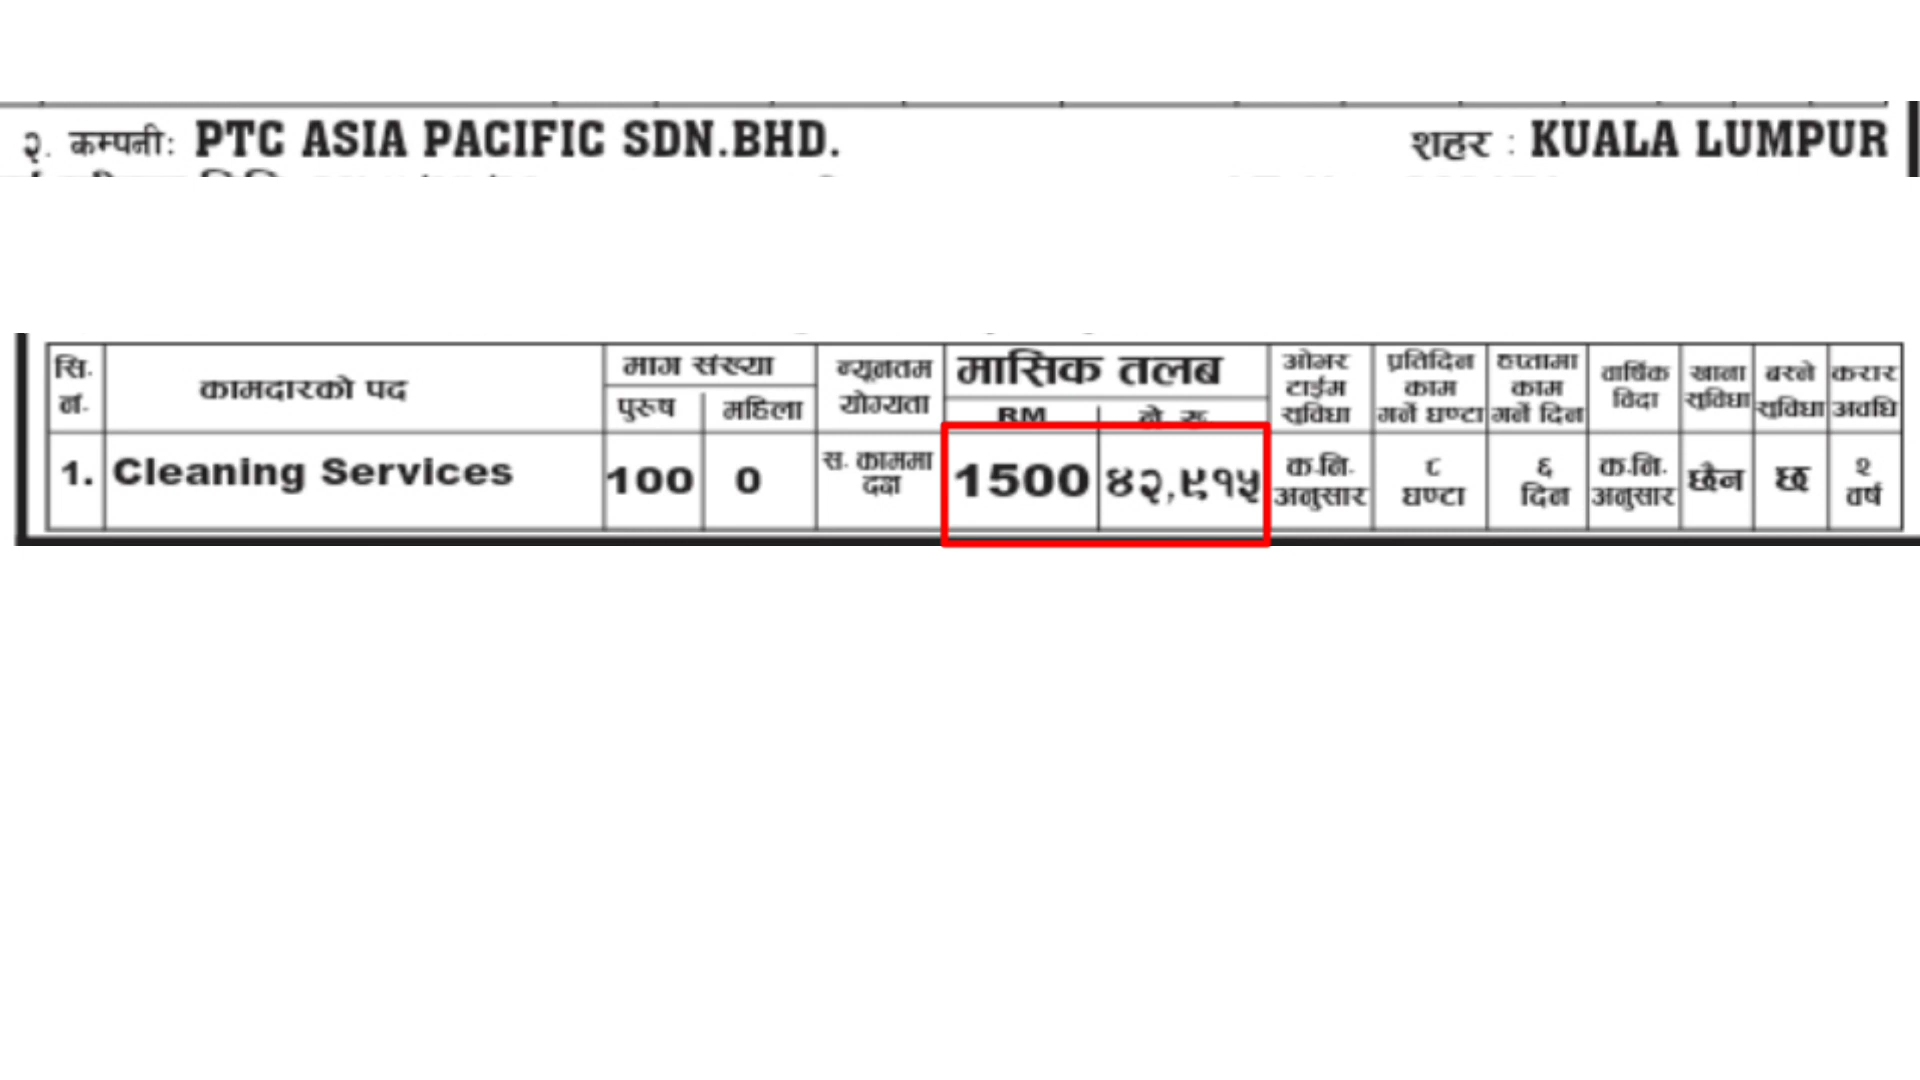 २. कम्पनी: PTC ASIA PACIFIC SDN.BHD. शहर : KUALA LUMPUR
सि. नं. कामदारको पद माग संख्या पुरुष महिला न्यूनतम योग्यता मासिक तलब RM ने. रू ओभर टाईम सुविधा प्रतिदिन काम गर्ने घण्टा हप्तामा काम गर्ने दिन वार्षिक विदा खाना सुविधा बस्ने सुविधा करार अवधि
1. Cleaning Services 100 0 स. काममा दक्ष 1500 ४२,९१५ क.नि. अनुसार ८ घण्टा ६ दिन क.नि. अनुसार छैन छ २ वर्ष